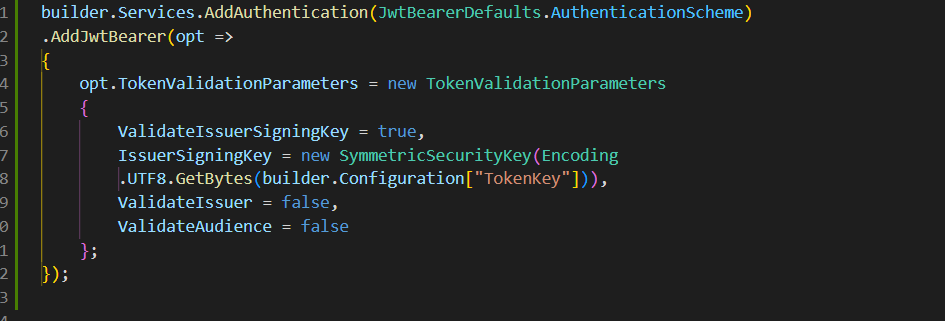 1 builder.Services.AddAuthentication(JwtBearerDefaults.AuthenticationScheme)
2 .AddJwtBearer(opt =>
3 {
4 opt.TokenValidationParameters = new TokenValidationParameters
5 {
6 ValidateIssuerSigningKey = true,
7 IssuerSigningKey = new SymmetricSecurityKey(Encoding
8 .UTF8.GetBytes(builder.Configuration["TokenKey"])),
9 ValidateIssuer = false,
0 ValidateAudience = false
1 };
2 });
3